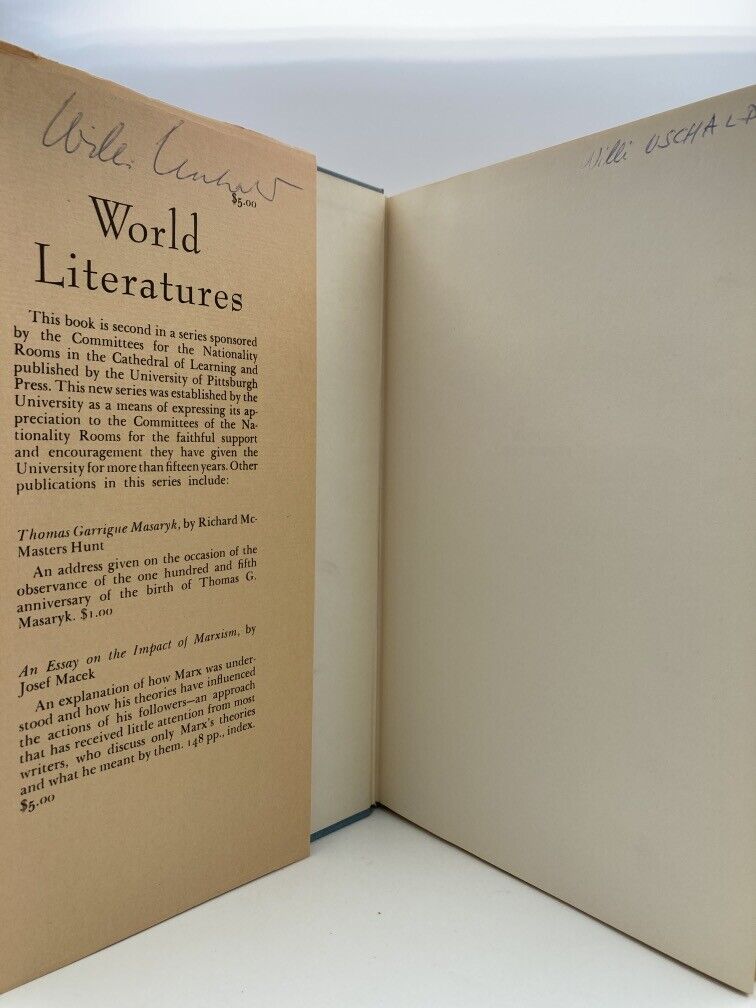 Willi Uschald
$5.00
World
Literatures
This book is second in a series sponsored
by the Committees for the Nationality
Rooms in the Cathedral of Learning and
published by the University of Pittsburgh
Press. This new series was established by the
University as a means of expressing its ap-
preciation to the Committees of the Na-
tionality Rooms for the faithful support
and encouragement they have given the
University for more than fifteen years. Other
publications in this series include:
Thomas Garrigue Masaryk, by Richard Mc-
Masters Hunt
An address given on the occasion of the
observance of the one hundred and fifth
anniversary of the birth of Thomas G.
Masaryk. $1.00
An Essay on the Impact of Marxism, by
Josef Macek
An explanation of how Marx was under-
stood and how his theories have influenced
the actions of his followers—an approach
that has received little attention from most
writers, who discuss only Marx's theories
and what he meant by them. 148 pp., index.
$5.00
Willi USCHALD